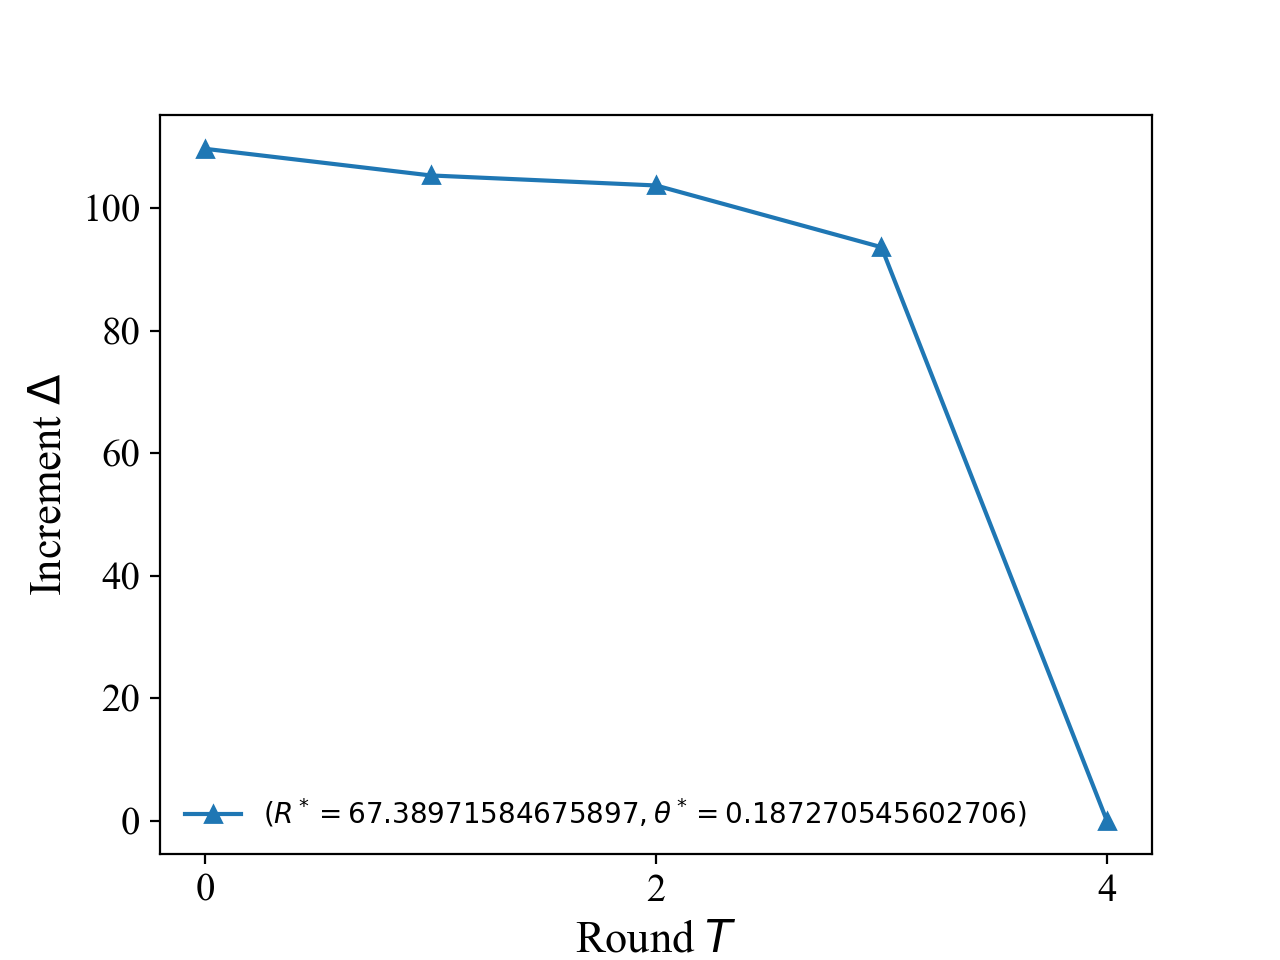 100
80
60
40
20
0
Increment Δ
(R* = 67.38971584675897, θ* = 0.187270545602706)
0 2 4
Round T